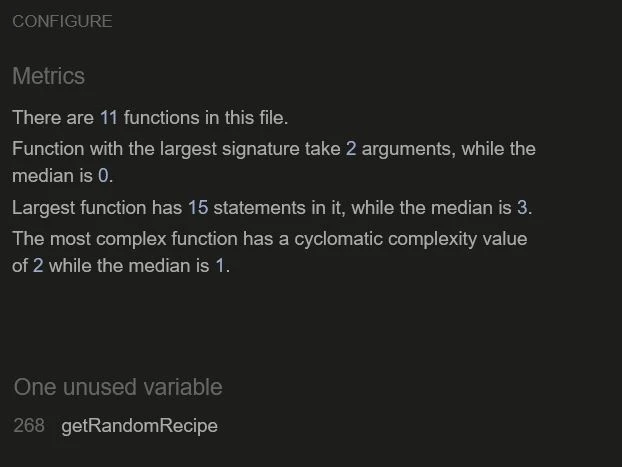 CONFIGURE
Metrics
There are 11 functions in this file.
Function with the largest signature take 2 arguments, while the
median is 0.
Largest function has 15 statements in it, while the median is 3.
The most complex function has a cyclomatic complexity value
of 2 while the median is 1.
One unused variable
268 getRandomRecipe